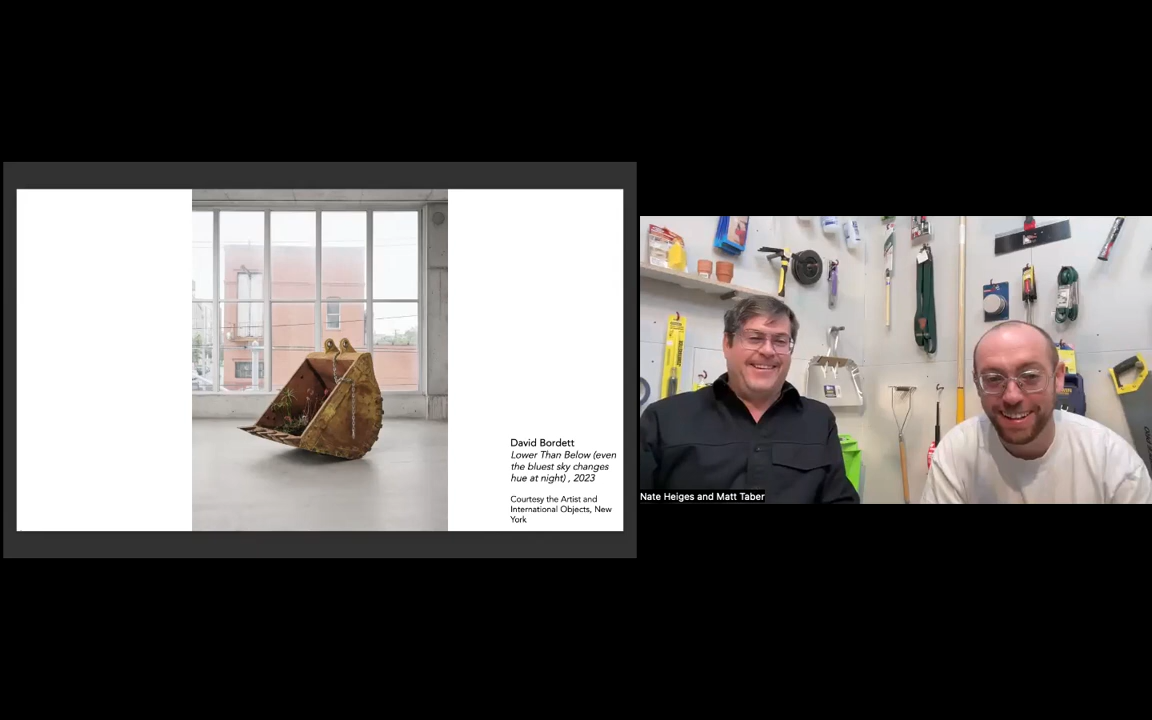 David Bordett
Lower Than Below (even
the bluest sky changes
hue at night) , 2023
Courtesy the Artist and
International Objects, New
York
Nate Heiges and Matt Taber